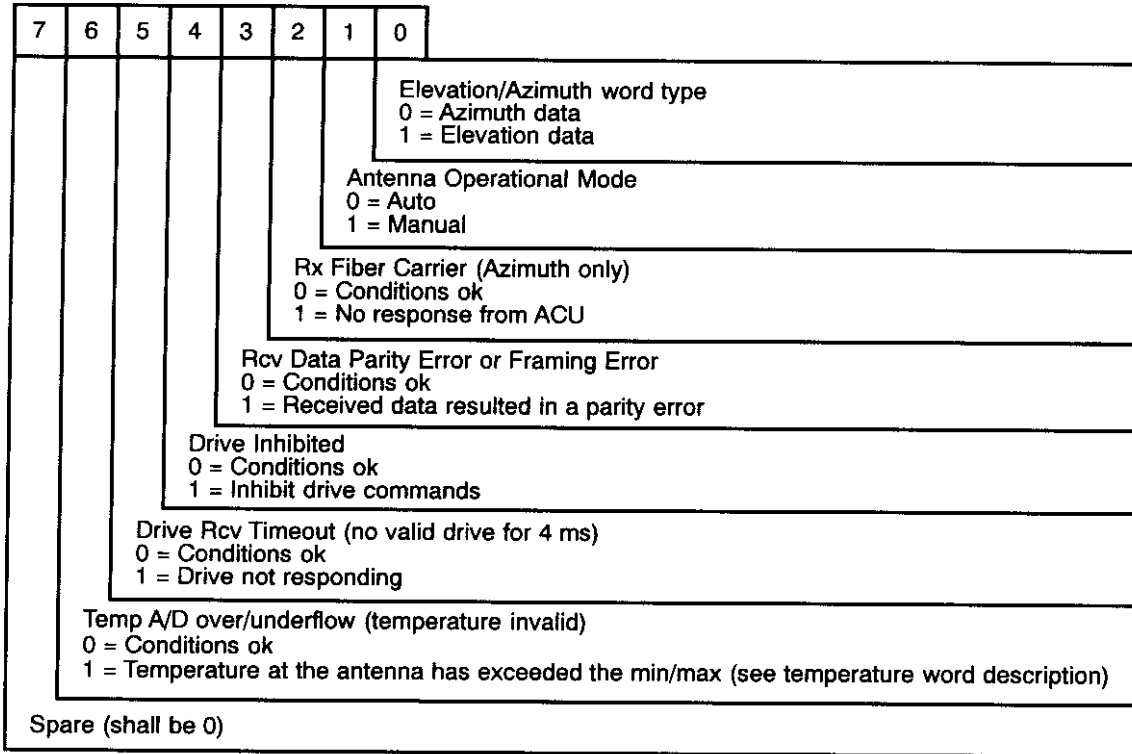 7 6 5 4 3 2 1 0
Elevation/Azimuth word type
0 = Azimuth data
1 = Elevation data
Antenna Operational Mode
0 = Auto
1 = Manual
Rx Fiber Carrier (Azimuth only)
0 = Conditions ok
1 = No response from ACU
Rcv Data Parity Error or Framing Error
0 = Conditions ok
1 = Received data resulted in a parity error
Drive Inhibited
0 = Conditions ok
1 = Inhibit drive commands
Drive Rcv Timeout (no valid drive for 4 ms)
0 = Conditions ok
1 = Drive not responding
Temp A/D over/underflow (temperature invalid)
0 = Conditions ok
1 = Temperature at the antenna has exceeded the min/max (see temperature word description)
Spare (shall be 0)